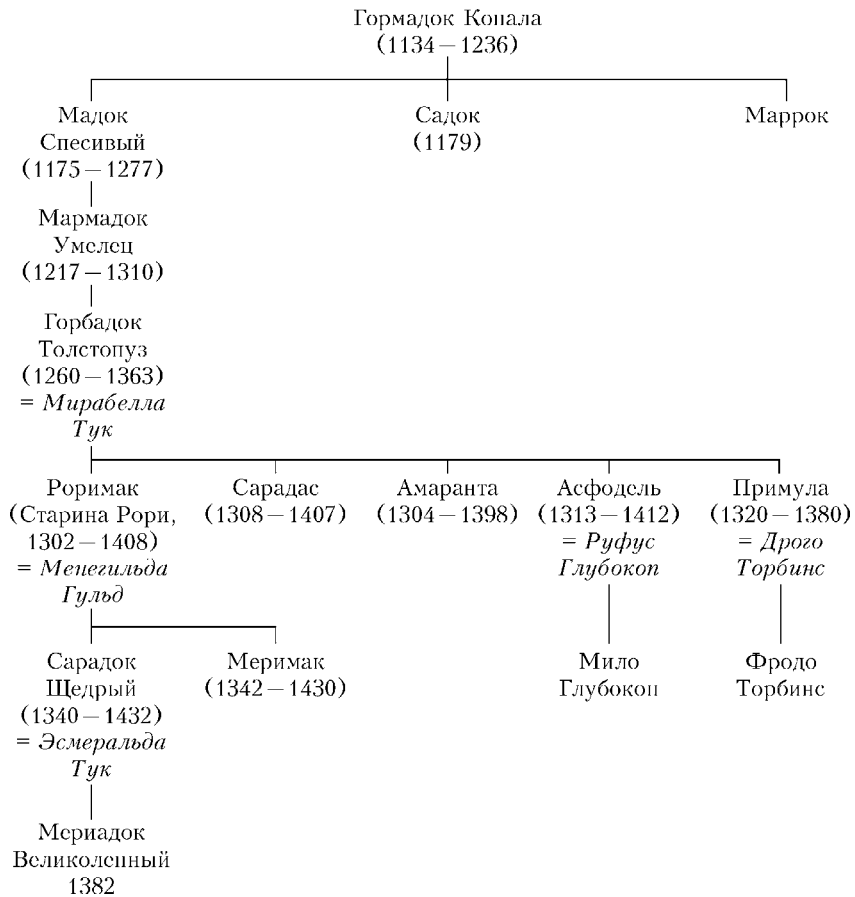 Гормадок Копала
(1134–1236)
Мадок
Спесивый
(1175–1277)
Садок
(1179)
Маррок
Мармадок
Умелец
(1217–1310)
Горбадок
Толстопуз
(1260–1363)
= Мирабелла
Тук
Роримак
(Старина Рори,
1302–1408)
= Менегильда
Гульд
Сарадас
(1308–1407)
Амаранта
(1304–1398)
Асфодель
(1313–1412)
= Руфус
Глубокоп
Примула
(1320–1380)
= Дрого
Торбинс
Сарадок
Щедрый
(1340–1432)
= Эсмеральда
Тук
Меримак
(1342–1430)
Мило
Глубокоп
Фродо
Торбинс
Мериадок
Великолепный
1382